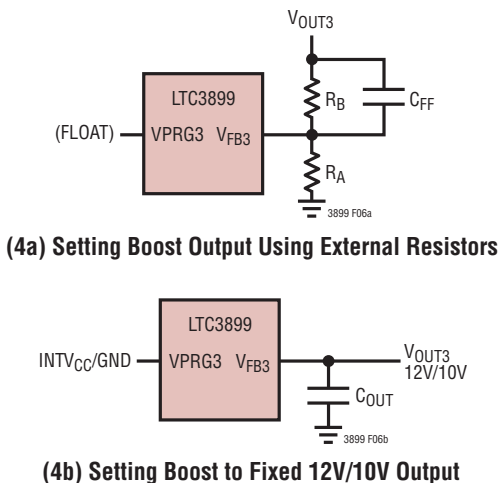 VOUT3
LTC3899
RB
CFF
(FLOAT)
VPRG3 VFB3
RA
3899 F06a
(4a) Setting Boost Output Using External Resistors
LTC3899
INTVCC/GND
VPRG3 VFB3
VOUT3
12V/10V
COUT
3899 F06b
(4b) Setting Boost to Fixed 12V/10V Output